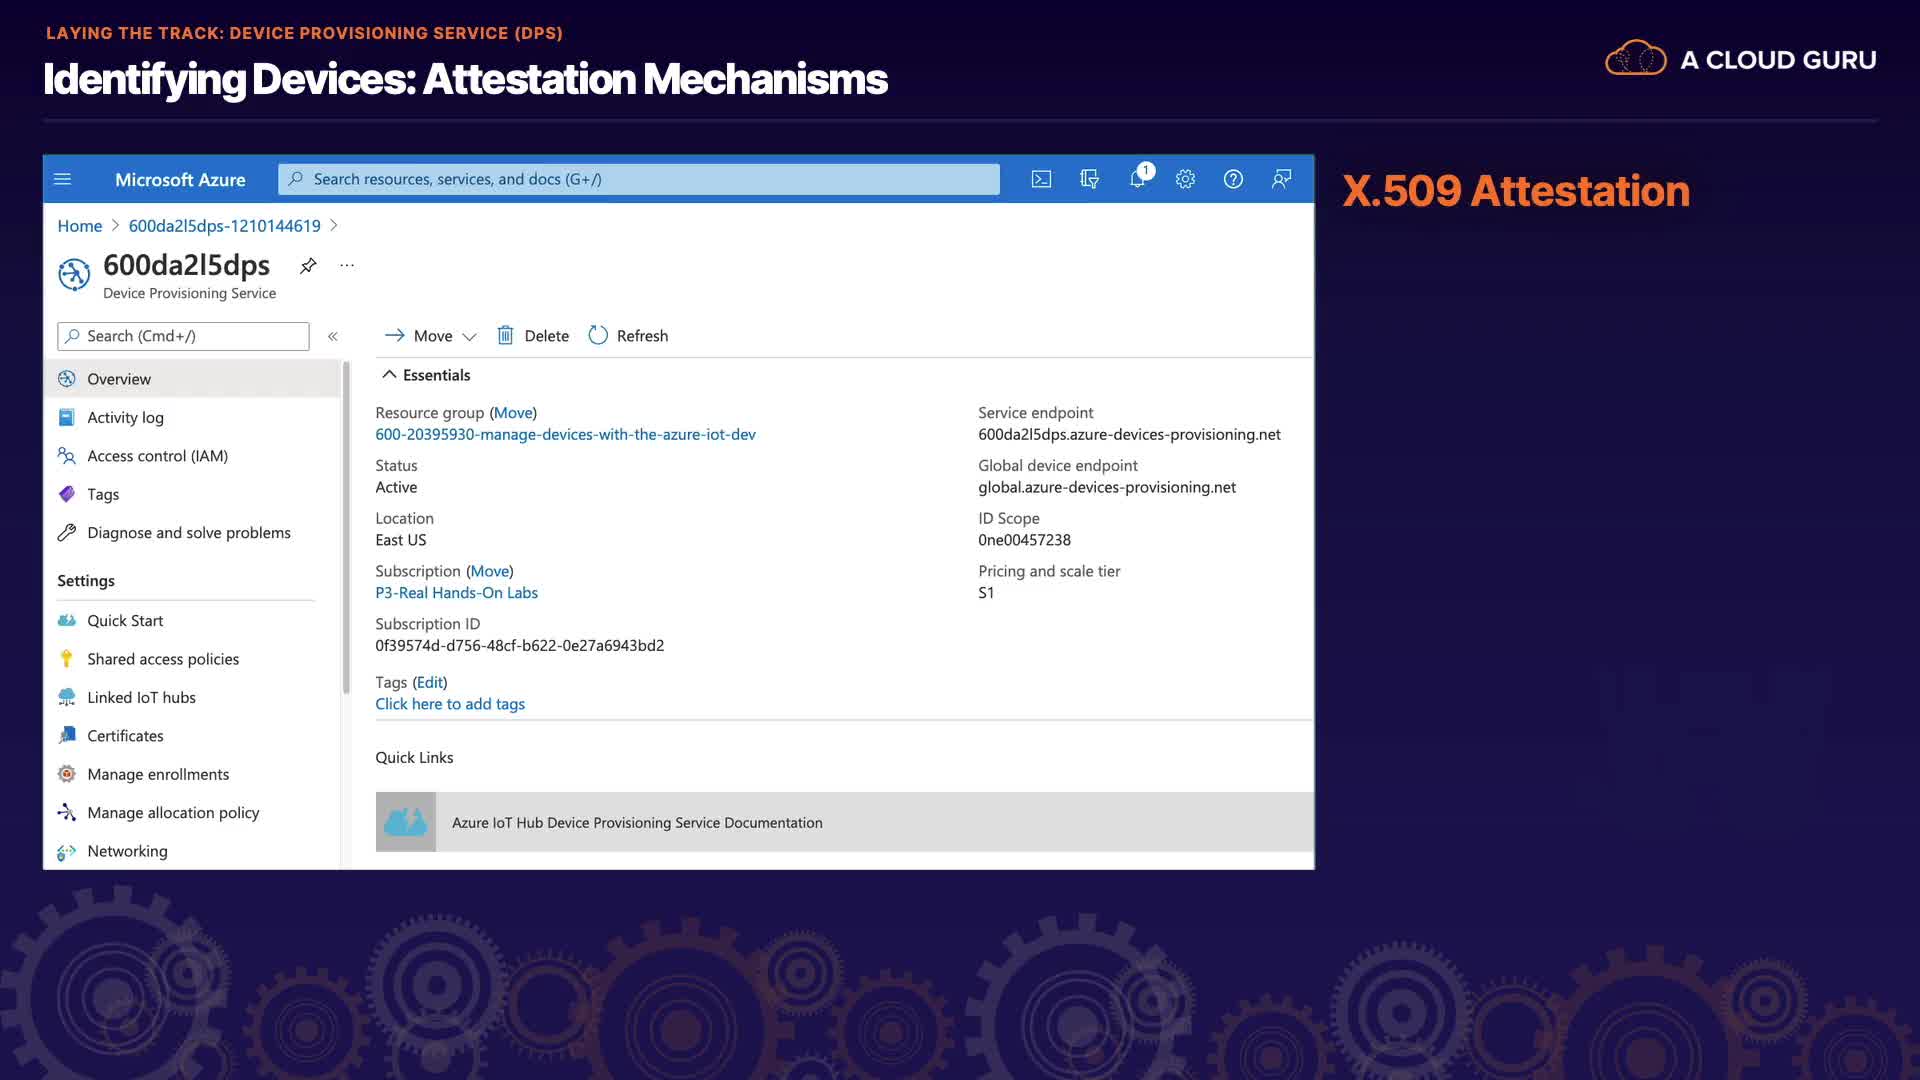 LAYING THE TRACK: DEVICE PROVISIONING SERVICE (DPS)
Identifying Devices: Attestation Mechanisms
A CLOUD GURU
Microsoft Azure
Search resources, services, and docs (G+/)
1
X.509 Attestation
Home > 600da2l5dps-1210144619 >
600da2l5dps ...
Device Provisioning Service
Search (Cmd+/) «
Move Delete Refresh
Overview
Activity log
Access control (IAM)
Tags
Diagnose and solve problems
Settings
Quick Start
Shared access policies
Linked IoT hubs
Certificates
Manage enrollments
Manage allocation policy
Networking
Essentials
Resource group (Move)
600-20395930-manage-devices-with-the-azure-iot-dev
Status
Active
Location
East US
Subscription (Move)
P3-Real Hands-On Labs
Subscription ID
0f39574d-d756-48cf-b622-0e27a6943bd2
Tags (Edit)
Click here to add tags
Service endpoint
600da2l5dps.azure-devices-provisioning.net
Global device endpoint
global.azure-devices-provisioning.net
ID Scope
0ne00457238
Pricing and scale tier
S1
Quick Links
Azure IoT Hub Device Provisioning Service Documentation